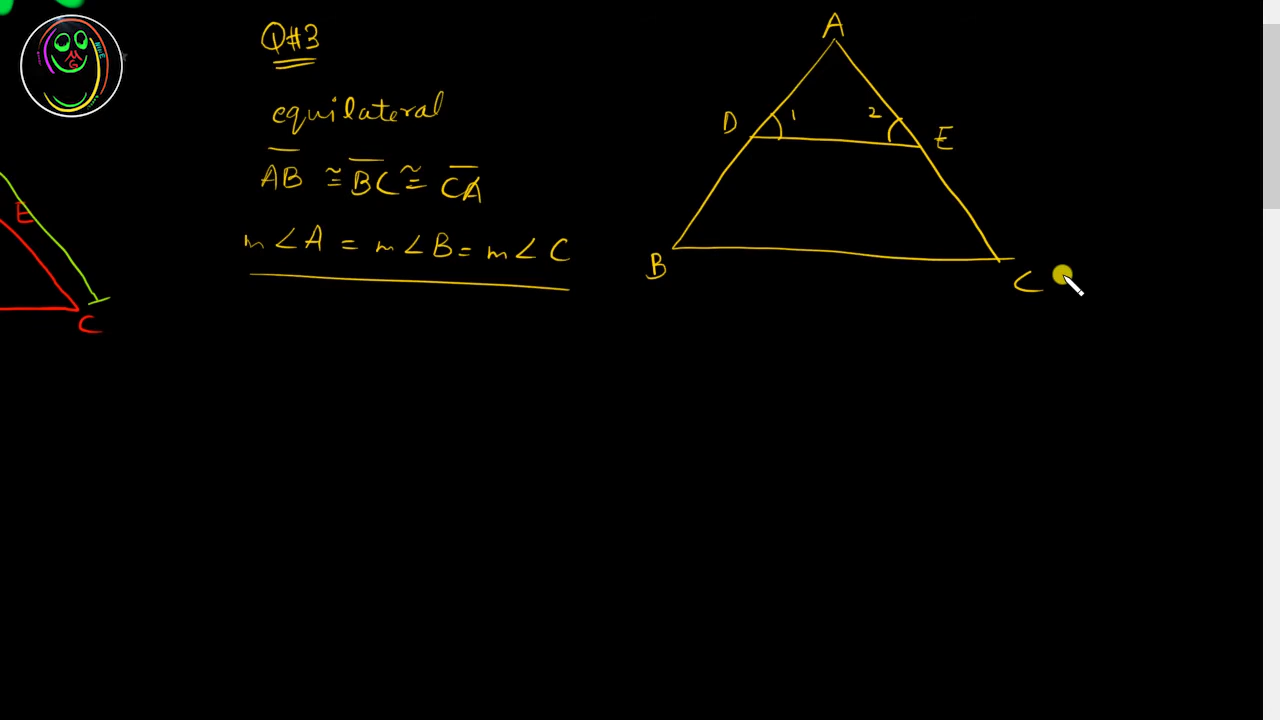 Q#3
equilateral
AB ≅ BC ≅ CA
m∠A = m∠B = m∠C
A
D 1 2 E
B C
E
C
M
G